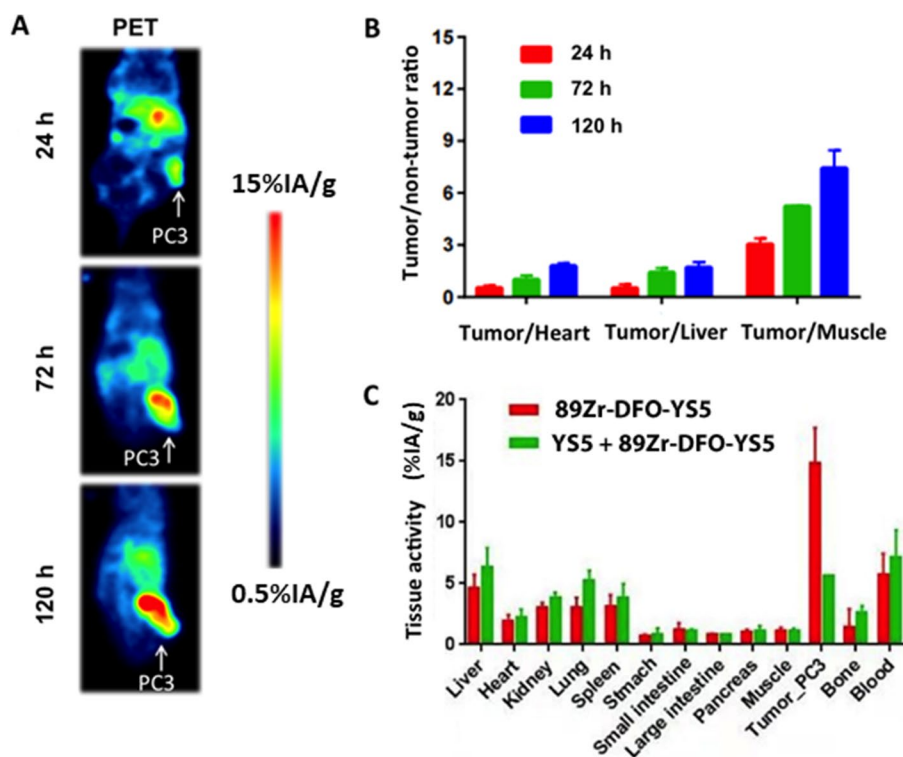 A
PET
24 h
PC3
72 h
PC3
120 h
PC3
15%IA/g
0.5%IA/g
B
Tumor/non-tumor ratio
15
12
9
6
3
0
24 h
72 h
120 h
Tumor/Heart Tumor/Liver Tumor/Muscle
C
Tissue activity (%IA/g)
20
15
10
5
0
89Zr-DFO-YS5
YS5 + 89Zr-DFO-YS5
Liver
Heart
Kidney
Lung
Spleen
Stmach
Small intestine
Large intestine
Pancreas
Muscle
Tumor_PC3
Bone
Blood